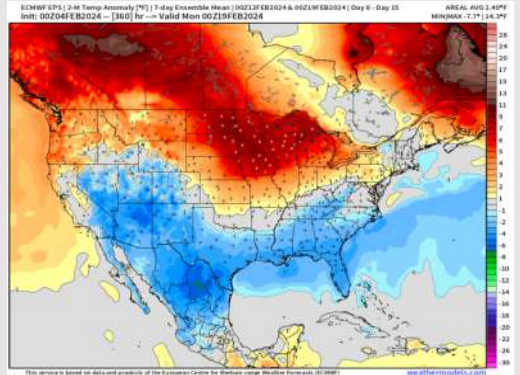 ECMWF EPS | 2-M Temp Anomaly [°F] | 7-day Ensemble Mean | 00Z12FEB2024 & 00Z19FEB2024 | Day 8 - Day 15
AREAL AVG:1.40°F
Init: 00Z04FEB2024 -- [360] hr --> Valid Mon 00Z19FEB2024
MIN|MAX -7.7° | 14.3°F
This service is based on data and products of the European Centre for Medium-range Weather Forecasts (ECMWF)
weathermodels.com